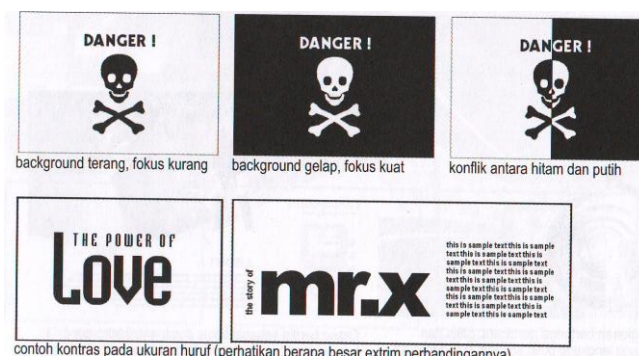 DANGER !
DANGER !
DANGER !
background terang, fokus kurang
background gelap, fokus kuat
konflik antara hitam dan putih
THE POWER OF
Love
the story of
mr.x
this is sample text this is sample
text this is sample text this is
sample text this is sample text
this is sample text this is sample
text this is sample text this is
sample text this is sample text
this is sample text this is sample
text this is sample text this is
sample text this is sample text
contoh kontras pada ukuran huruf (perhatikan berapa besar extrim perbandingannya)